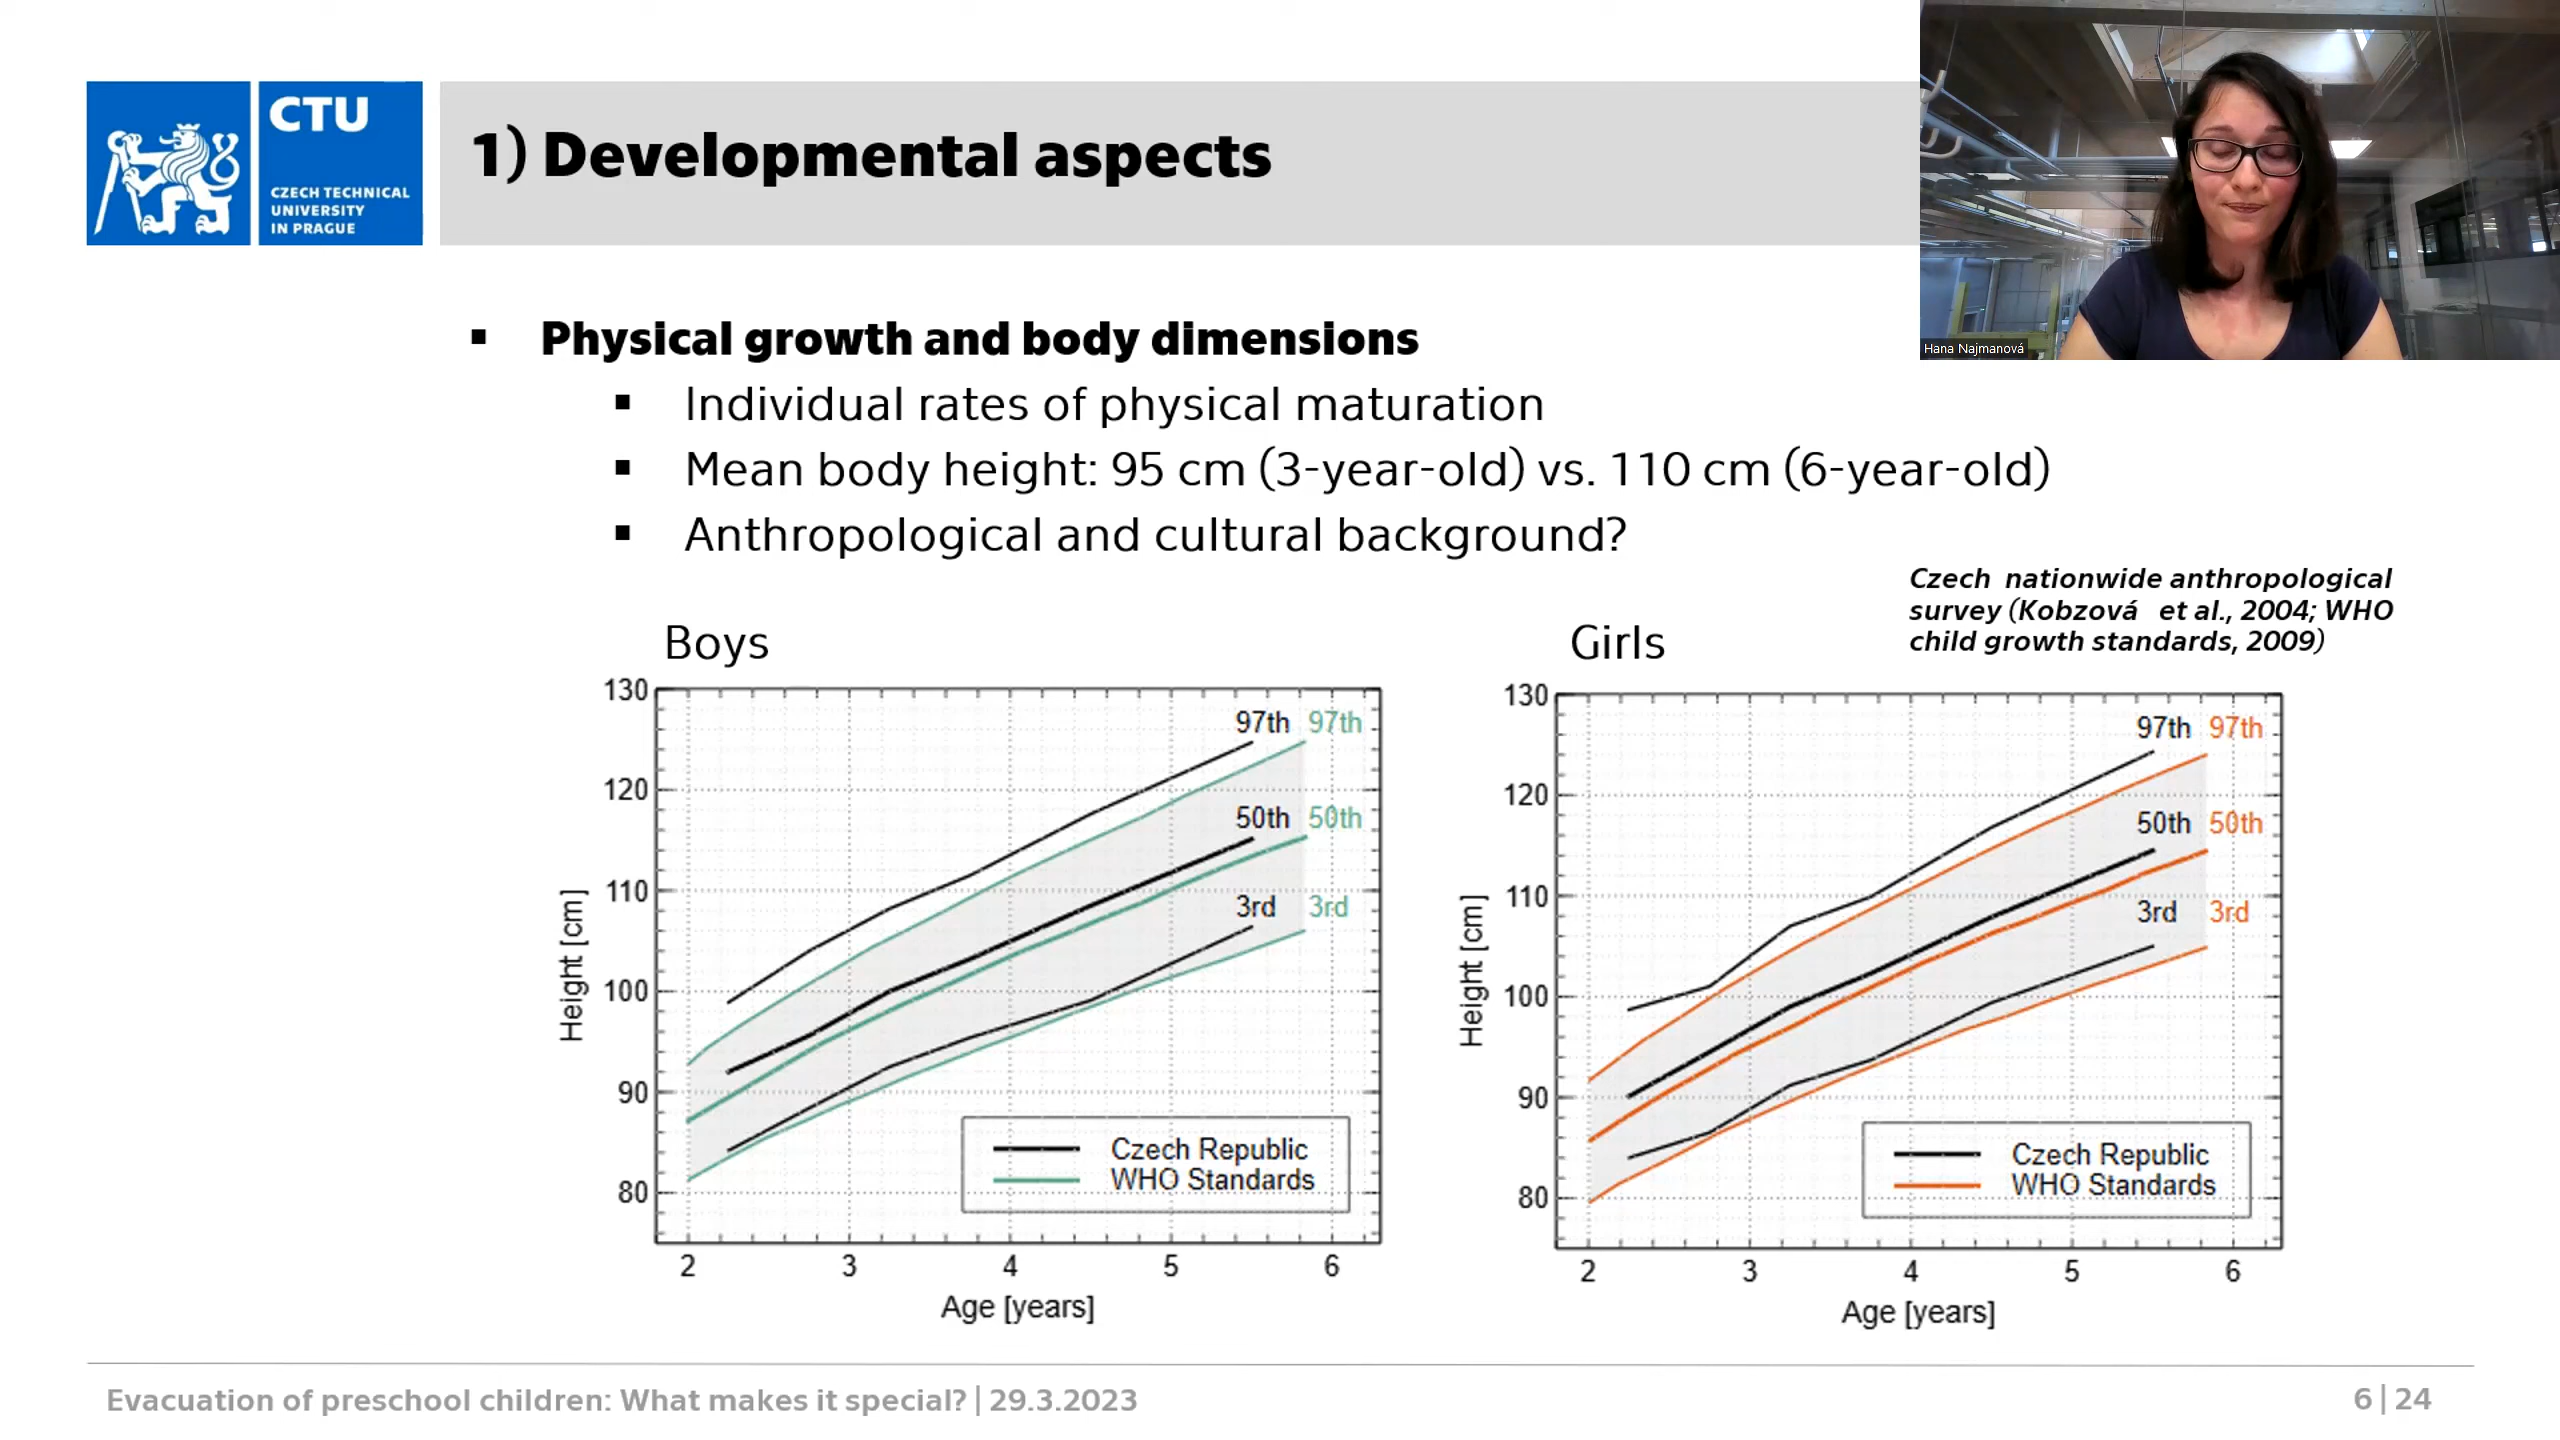 CTU
CZECH TECHNICAL
UNIVERSITY
IN PRAGUE
1) Developmental aspects
Hana Najmanová
▪ Physical growth and body dimensions
▪ Individual rates of physical maturation
▪ Mean body height: 95 cm (3-year-old) vs. 110 cm (6-year-old)
▪ Anthropological and cultural background?
Czech nationwide anthropological
survey (Kobzová et al., 2004; WHO
child growth standards, 2009)
Boys
130
120
110
100
90
80
Height [cm]
97th 97th
50th 50th
3rd 3rd
Czech Republic
WHO Standards
2 3 4 5 6
Age [years]
Girls
130
120
110
100
90
80
Height [cm]
97th 97th
50th 50th
3rd 3rd
Czech Republic
WHO Standards
2 3 4 5 6
Age [years]
Evacuation of preschool children: What makes it special? | 29.3.2023
6 | 24